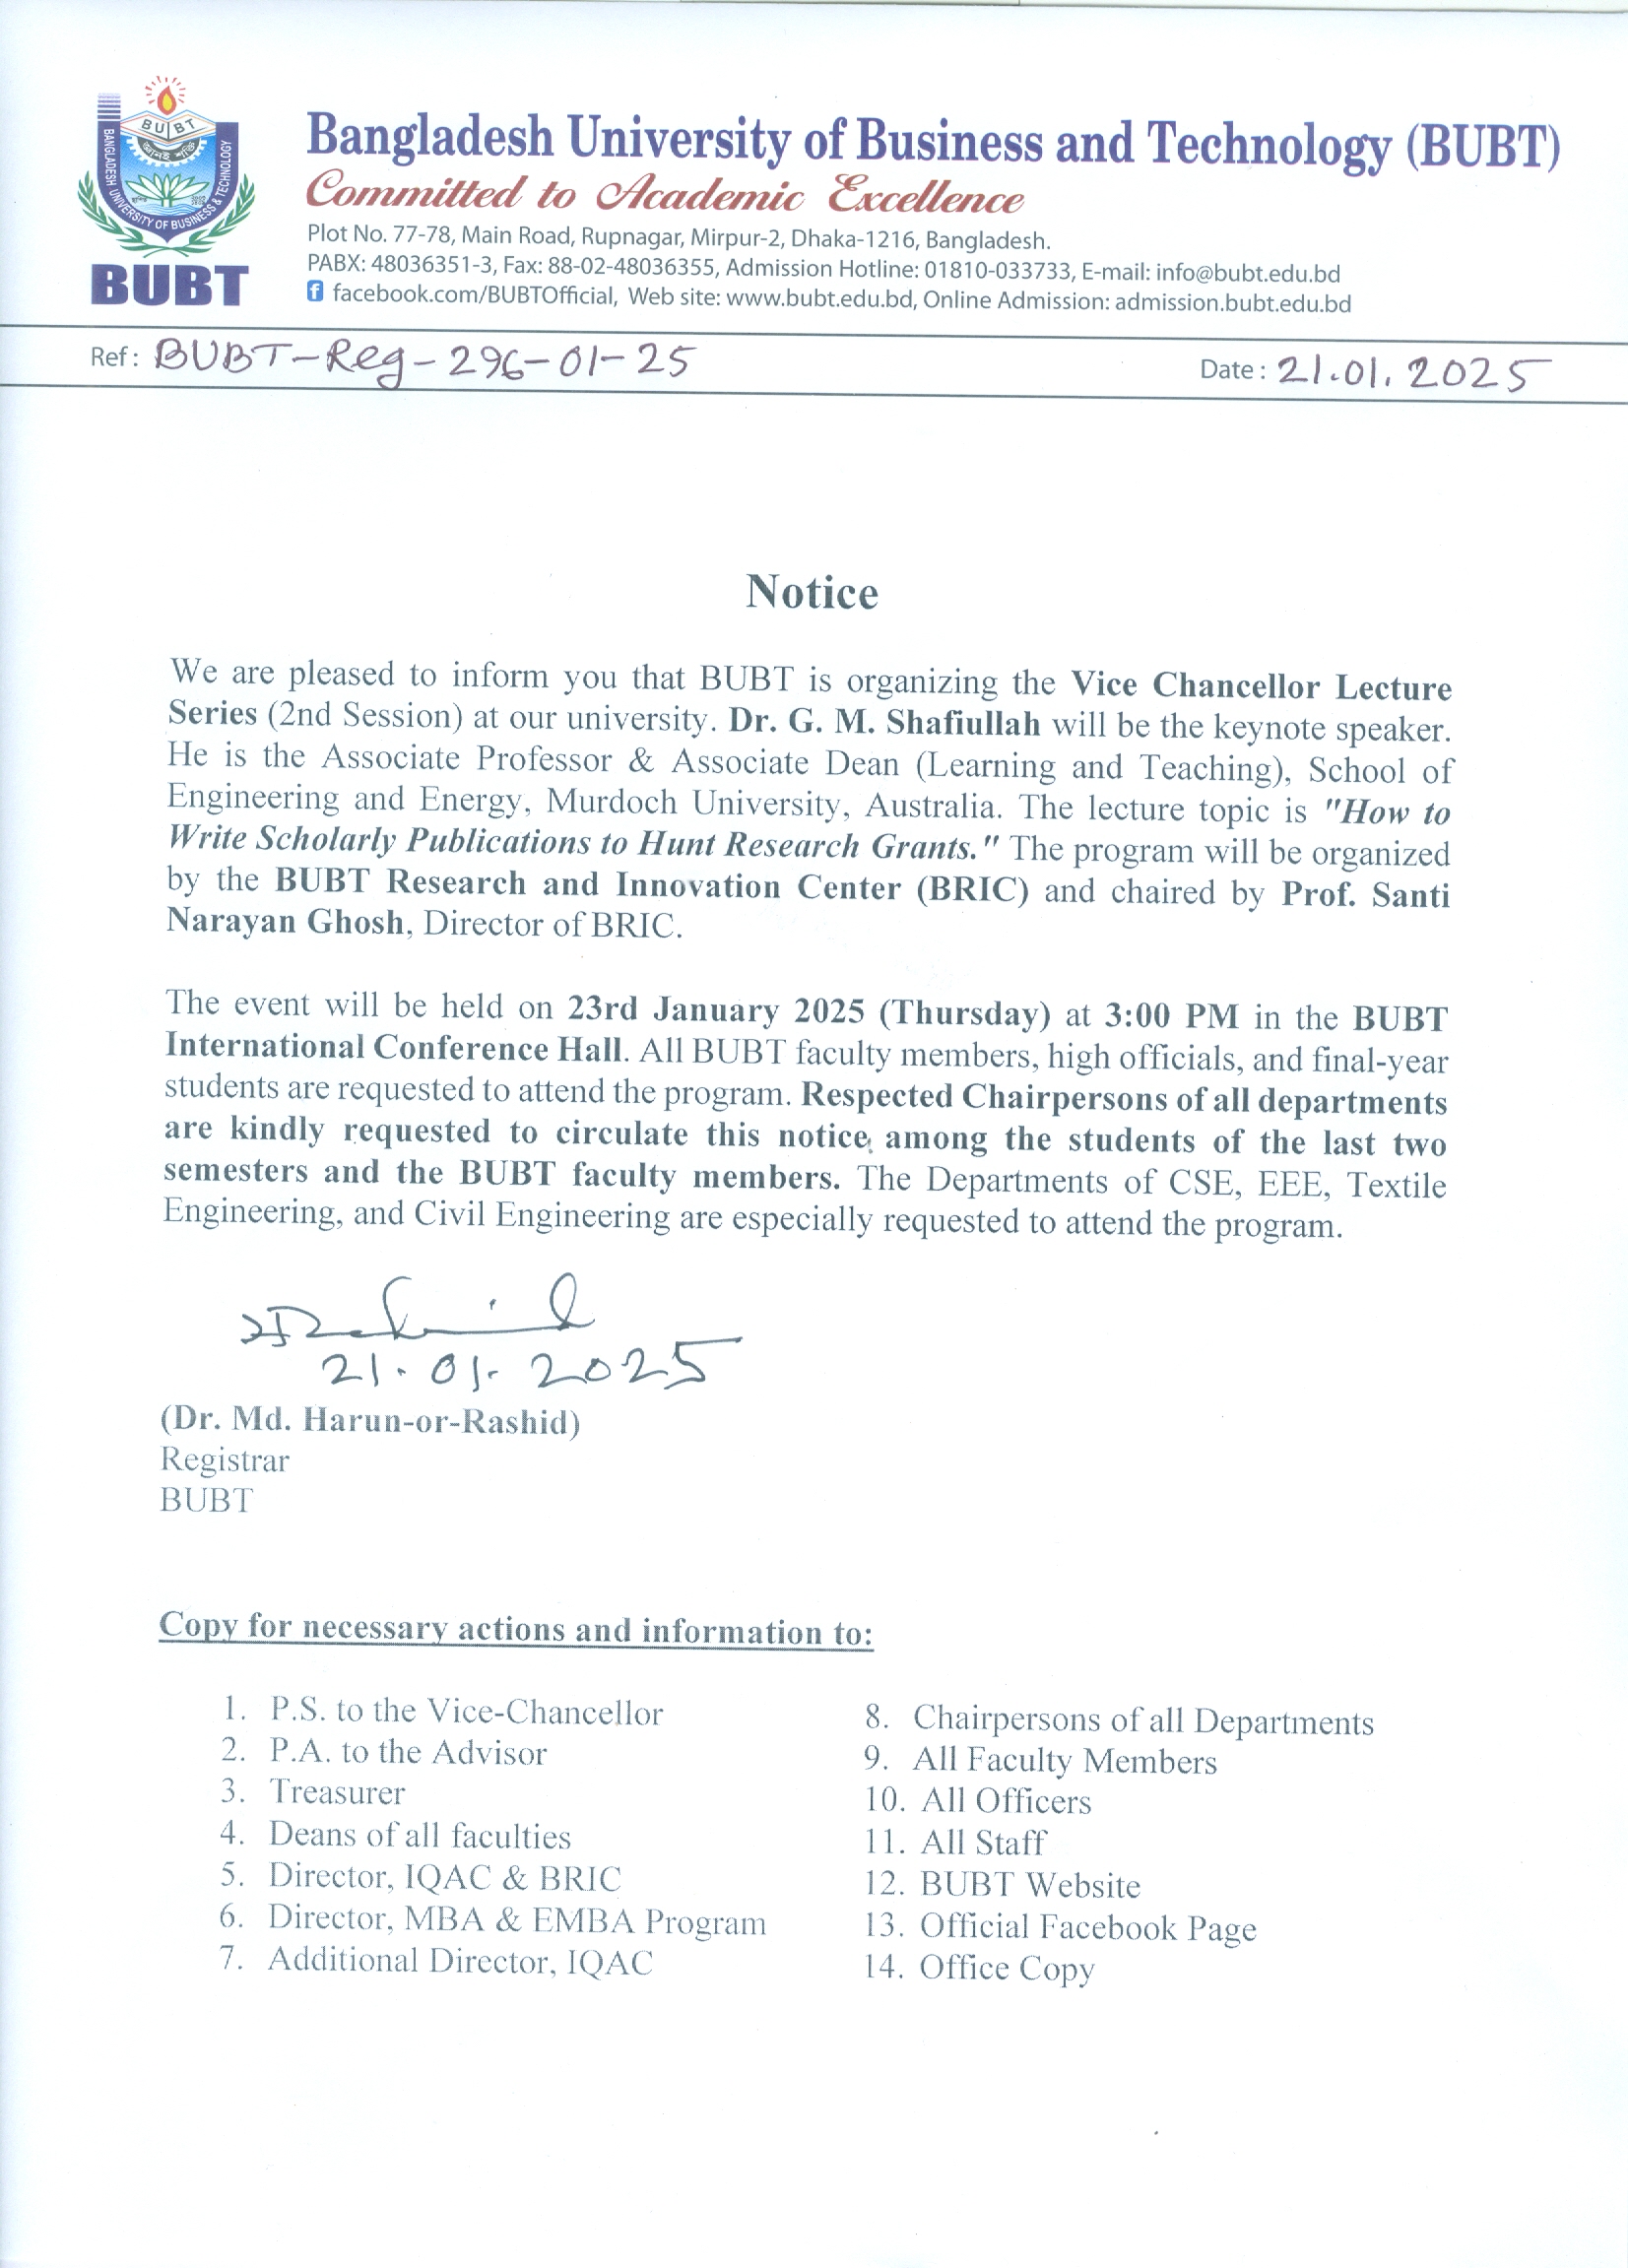 BUBT
জ্ঞানই শক্তি
BANGLADESH UNIVERSITY OF BUSINESS & TECHNOLOGY
BUBT
Bangladesh University of Business and Technology (BUBT)
Committed to Academic Excellence
Plot No. 77-78, Main Road, Rupnagar, Mirpur-2, Dhaka-1216, Bangladesh.
PABX: 48036351-3, Fax: 88-02-48036355, Admission Hotline: 01810-033733, E-mail: info@bubt.edu.bd
facebook.com/BUBTOfficial, Web site: www.bubt.edu.bd, Online Admission: admission.bubt.edu.bd
Ref: BUBT-Reg-296-01-25
Date: 21.01.2025
Notice
We are pleased to inform you that BUBT is organizing the Vice Chancellor Lecture
Series (2nd Session) at our university. Dr. G. M. Shafiullah will be the keynote speaker.
He is the Associate Professor & Associate Dean (Learning and Teaching), School of
Engineering and Energy, Murdoch University, Australia. The lecture topic is "How to
Write Scholarly Publications to Hunt Research Grants." The program will be organized
by the BUBT Research and Innovation Center (BRIC) and chaired by Prof. Santi
Narayan Ghosh, Director of BRIC.
The event will be held on 23rd January 2025 (Thursday) at 3:00 PM in the BUBT
International Conference Hall. All BUBT faculty members, high officials, and final-year
students are requested to attend the program. Respected Chairpersons of all departments
are kindly requested to circulate this notice among the students of the last two
semesters and the BUBT faculty members. The Departments of CSE, EEE, Textile
Engineering, and Civil Engineering are especially requested to attend the program.
21.01.2025
(Dr. Md. Harun-or-Rashid)
Registrar
BUBT
Copy for necessary actions and information to:
1. P.S. to the Vice-Chancellor
2. P.A. to the Advisor
3. Treasurer
4. Deans of all faculties
5. Director, IQAC & BRIC
6. Director, MBA & EMBA Program
7. Additional Director, IQAC
8. Chairpersons of all Departments
9. All Faculty Members
10. All Officers
11. All Staff
12. BUBT Website
13. Official Facebook Page
14. Office Copy